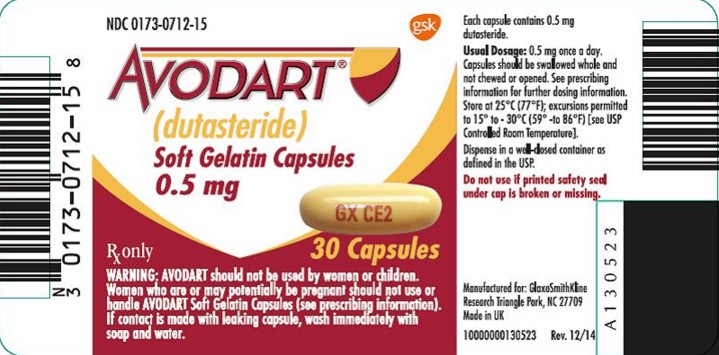 NDC 0173-0712-15
gsk
AVODART®
(dutasteride)
Soft Gelatin Capsules
0.5 mg
GX CE2
30 Capsules
Rx only
WARNING: AVODART should not be used by women or children.
Women who are or may potentially be pregnant should not use or
handle AVODART Soft Gelatin Capsules (see prescribing information).
If contact is made with leaking capsule, wash immediately with
soap and water.
N 3 0173-0712-15 8
Each capsule contains 0.5 mg
dutasteride.
Usual Dosage: 0.5 mg once a day.
Capsules should be swallowed whole and
not chewed or opened. See prescribing
information for further dosing information.
Store at 25°C (77°F); excursions permitted
to 15° to - 30°C (59° -to 86°F) [see USP
Controlled Room Temperature].
Dispense in a well-closed container as
defined in the USP.
Do not use if printed safety seal
under cap is broken or missing.
Manufactured for: GlaxoSmithKline
Research Triangle Park, NC 27709
Made in UK
10000000130523 Rev. 12/14
A130523